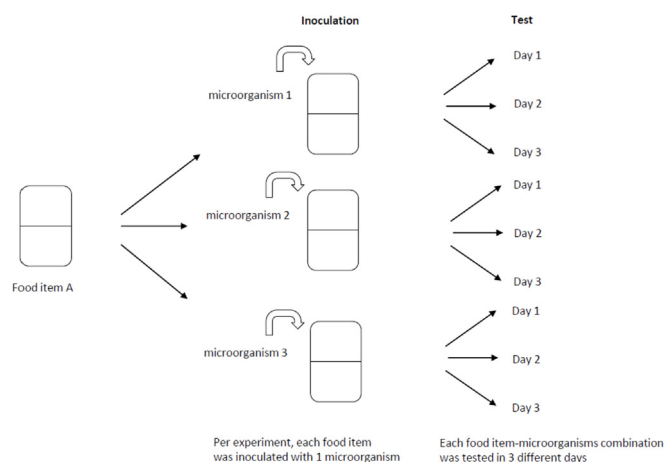 Inoculation
Test
microorganism 1
Day 1
Day 2
Day 3
Food item A
microorganism 2
Day 1
Day 2
Day 3
microorganism 3
Day 1
Day 2
Day 3
Per experiment, each food item
was inoculated with 1 microorganism
Each food item-microorganisms combination
was tested in 3 different days